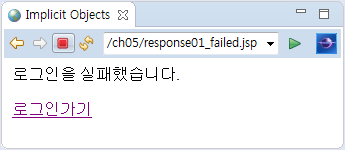 Implicit Objects
/ch05/response01_failed.jsp
로그인을 실패했습니다.
로그인가기